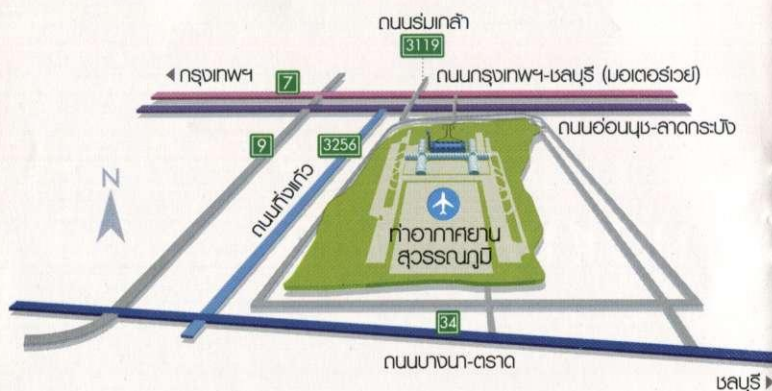 ถนนร่มเกล้า
3119
กรุงเทพฯ
7
ถนนกรุงเทพฯ-ชลบุรี (มอเตอร์เวย์)
ถนนอ่อนนุช-ลาดกระบัง
9
3256
ถนนกิ่งแก้ว
N
ท่าอากาศยาน
สุวรรณภูมิ
34
ถนนบางนา-ตราด
ชลบุรี